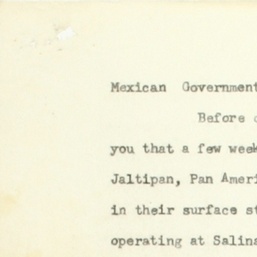 Mexican Government
Before
you that a few week
Jaltipan, Pan Ameri
in their surface st
operating at Salina